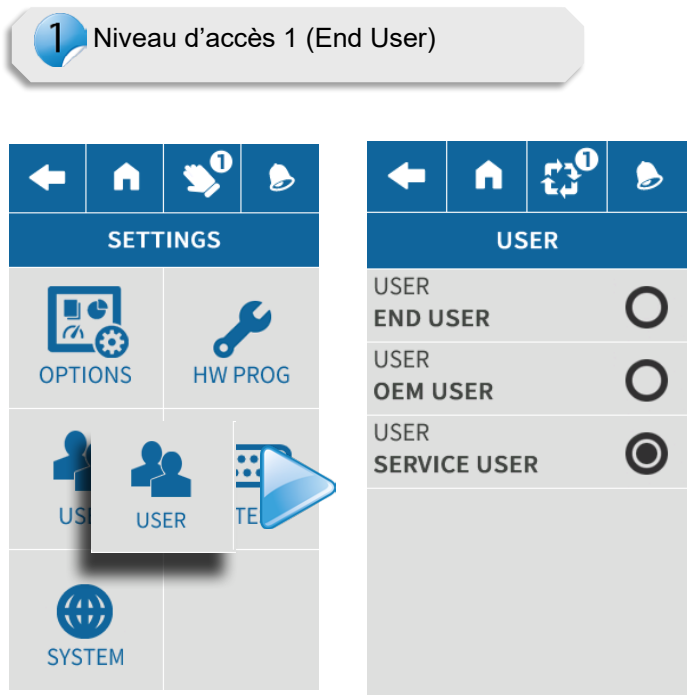 1 Niveau d’accès 1 (End User)
1
SETTINGS
OPTIONS
HW PROG
USER
SYSTEM
1
USER
USER
END USER
USER
OEM USER
USER
SERVICE USER